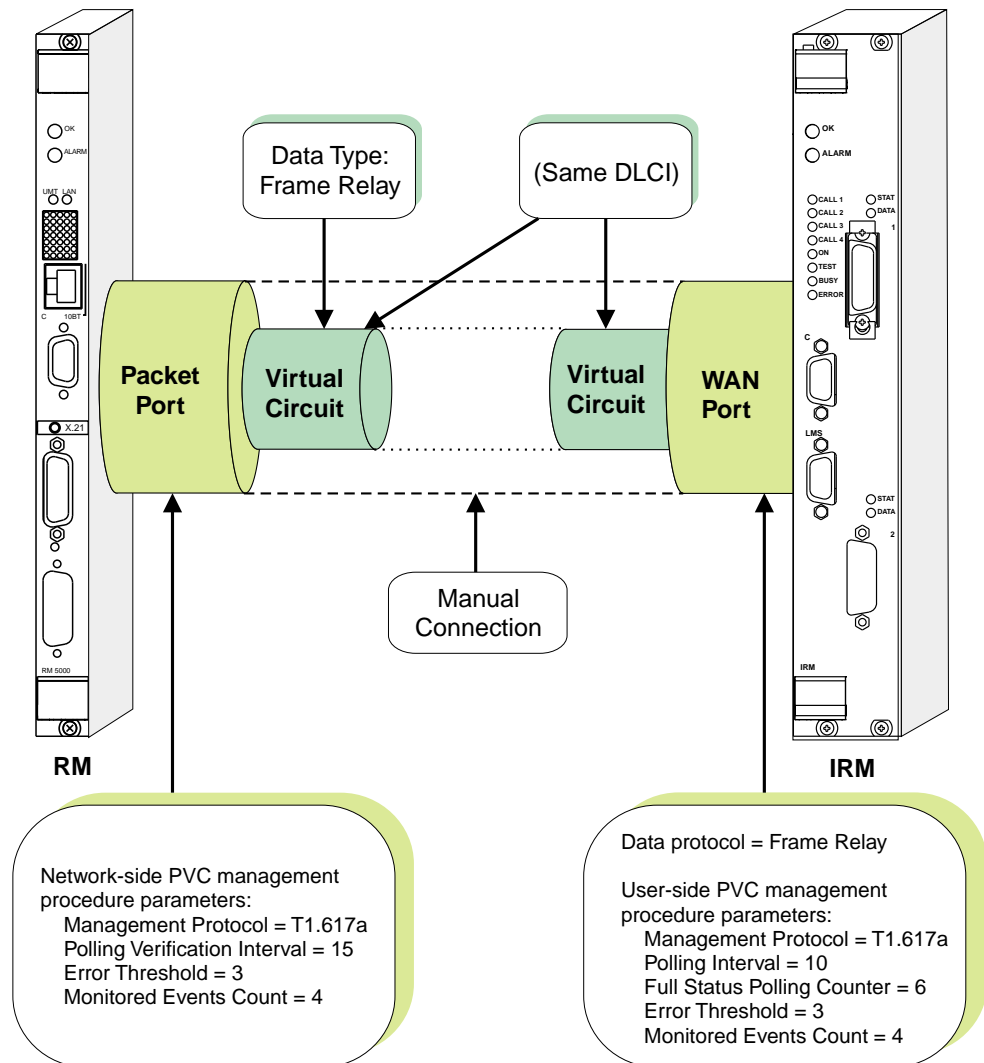 OK
ALARM
UMT LAN
C 10BT
X.21
RM 5000
RM
Data Type:
Frame Relay
(Same DLCI)
Packet
Port
Virtual
Circuit
Virtual
Circuit
WAN
Port
Manual
Connection
OK
ALARM
CALL 1
CALL 2
CALL 3
CALL 4
ON
TEST
BUSY
ERROR
STAT
DATA
1
C
LMS
STAT
DATA
2
IRM
IRM
Network-side PVC management
procedure parameters:
Management Protocol = T1.617a
Polling Verification Interval = 15
Error Threshold = 3
Monitored Events Count = 4
Data protocol = Frame Relay
User-side PVC management
procedure parameters:
Management Protocol = T1.617a
Polling Interval = 10
Full Status Polling Counter = 6
Error Threshold = 3
Monitored Events Count = 4